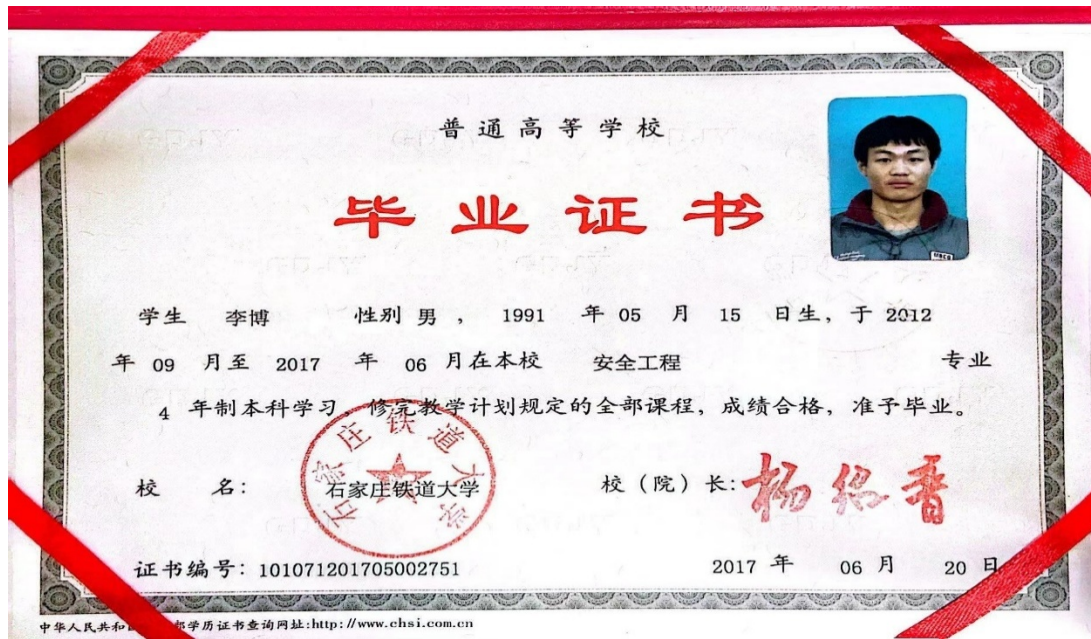 普通高等学校
毕业证书
学生 李博 性别 男 , 1991 年 05 月 15 日生, 于 2012
年 09 月至 2017 年 06 月在本校 安全工程 专业
4 年制本科学习, 修完教学计划规定的全部课程, 成绩合格, 准予毕业。
石家庄铁道大学
校 名: 石家庄铁道大学 校(院)长: 杨绍普
证书编号: 101071201705002751 2017 年 06 月 20 日
中华人民共和 部学历证书查询网址:http://www.chsi.com.cn